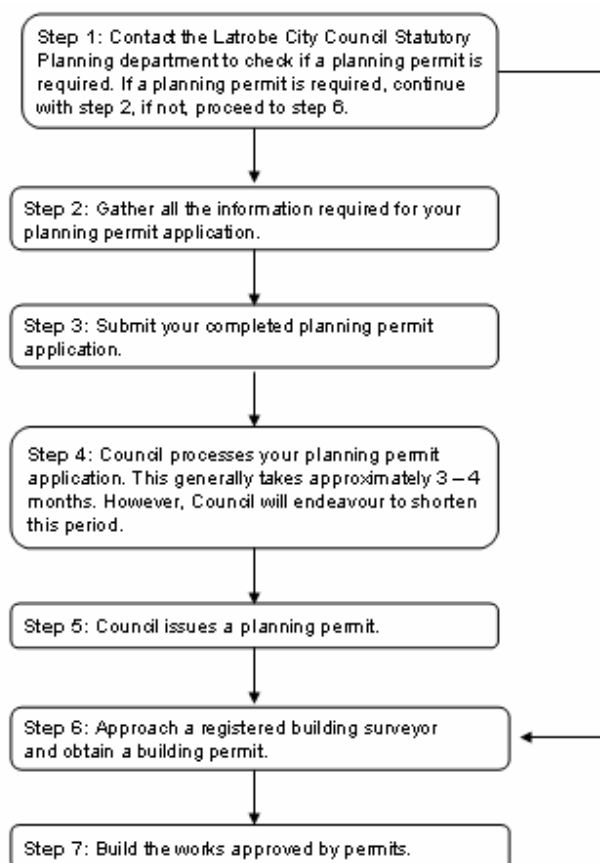 Step 1: Contact the Latrobe City Council Statutory
Planning department to check if a planning permit is
required. If a planning permit is required, continue
with step 2, if not, proceed to step 6.
Step 2: Gather all the information required for your
planning permit application.
Step 3: Submit your completed planning permit
application.
Step 4: Council processes your planning permit
application. This generally takes approximately 3 – 4
months. However, Council will endeavour to shorten
this period.
Step 5: Council issues a planning permit.
Step 6: Approach a registered building surveyor
and obtain a building permit.
Step 7: Build the works approved by permits.